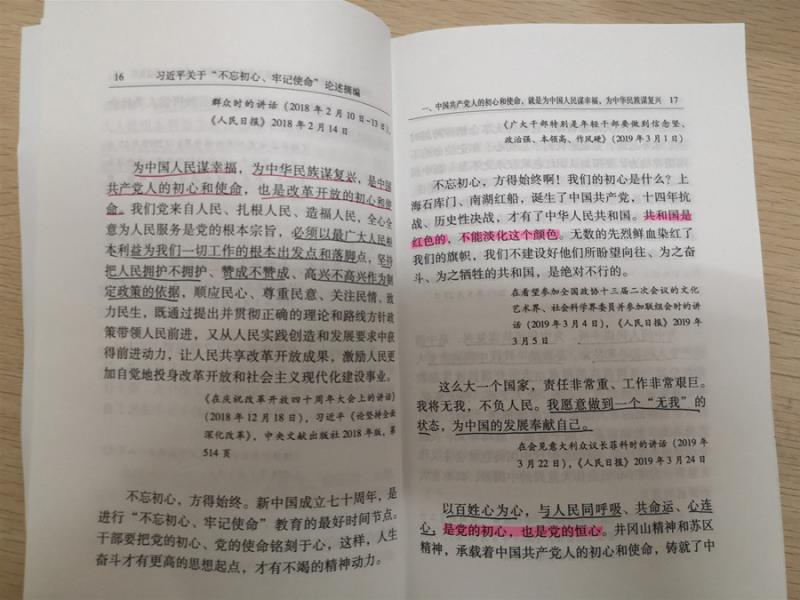 16 习近平关于“不忘初心、牢记使命”论述摘编
群众时的讲话（2018年2月10日-13日），
《人民日报》2018年2月14日
为中国人民谋幸福，为中华民族谋复兴，是中国
共产党人的初心和使命，也是改革开放的初心和使
命。我们党来自人民、扎根人民、造福人民，全心全
意为人民服务是党的根本宗旨，必须以最广大人民根
本利益为我们一切工作的根本出发点和落脚点，坚持
把人民拥护不拥护、赞成不赞成、高兴不高兴作为制
定政策的依据，顺应民心、尊重民意、关注民情、致
力民生，既通过提出并贯彻正确的理论和路线方针政
策带领人民前进，又从人民实践创造和发展要求中获
得前进动力，让人民共享改革开放成果，激励人民更
加自觉地投身改革开放和社会主义现代化建设事业。
《在庆祝改革开放四十周年大会上的讲话》
（2018年12月18日），习近平《论坚持全面
深化改革》，中央文献出版社2018年版，第
514页
不忘初心，方得始终。新中国成立七十周年，是
进行“不忘初心、牢记使命”教育的最好时间节点。
干部要把党的初心、党的使命铭刻于心，这样，人生
奋斗才有更高的思想起点，才有不竭的精神动力。
一、中国共产党人的初心和使命，就是为中国人民谋幸福，为中华民族谋复兴 17
《广大干部特别是年轻干部要做到信念坚、
政治强、本领高、作风硬》（2019年3月1日）
不忘初心，方得始终啊！我们的初心是什么？上
海石库门、南湖红船，诞生了中国共产党，十四年抗
战、历史性决战，才有了中华人民共和国。共和国是
红色的，不能淡化这个颜色。无数的先烈鲜血染红了
我们的旗帜，我们不建设好他们所盼望向往、为之奋
斗、为之牺牲的共和国，是绝对不行的。
在看望参加全国政协十三届二次会议的文化
艺术界、社会科学界委员并参加联组会时的讲
话（2019年3月4日），《人民日报》2019年
3月5日
这么大一个国家，责任非常重、工作非常艰巨。
我将无我，不负人民。我愿意做到一个“无我”的
状态，为中国的发展奉献自己。
在会见意大利众议长菲科时的讲话（2019年
3月22日），《人民日报》2019年3月24日
以百姓心为心，与人民同呼吸、共命运、心连
心，是党的初心，也是党的恒心。井冈山精神和苏区
精神，承载着中国共产党人的初心和使命，铸就了中